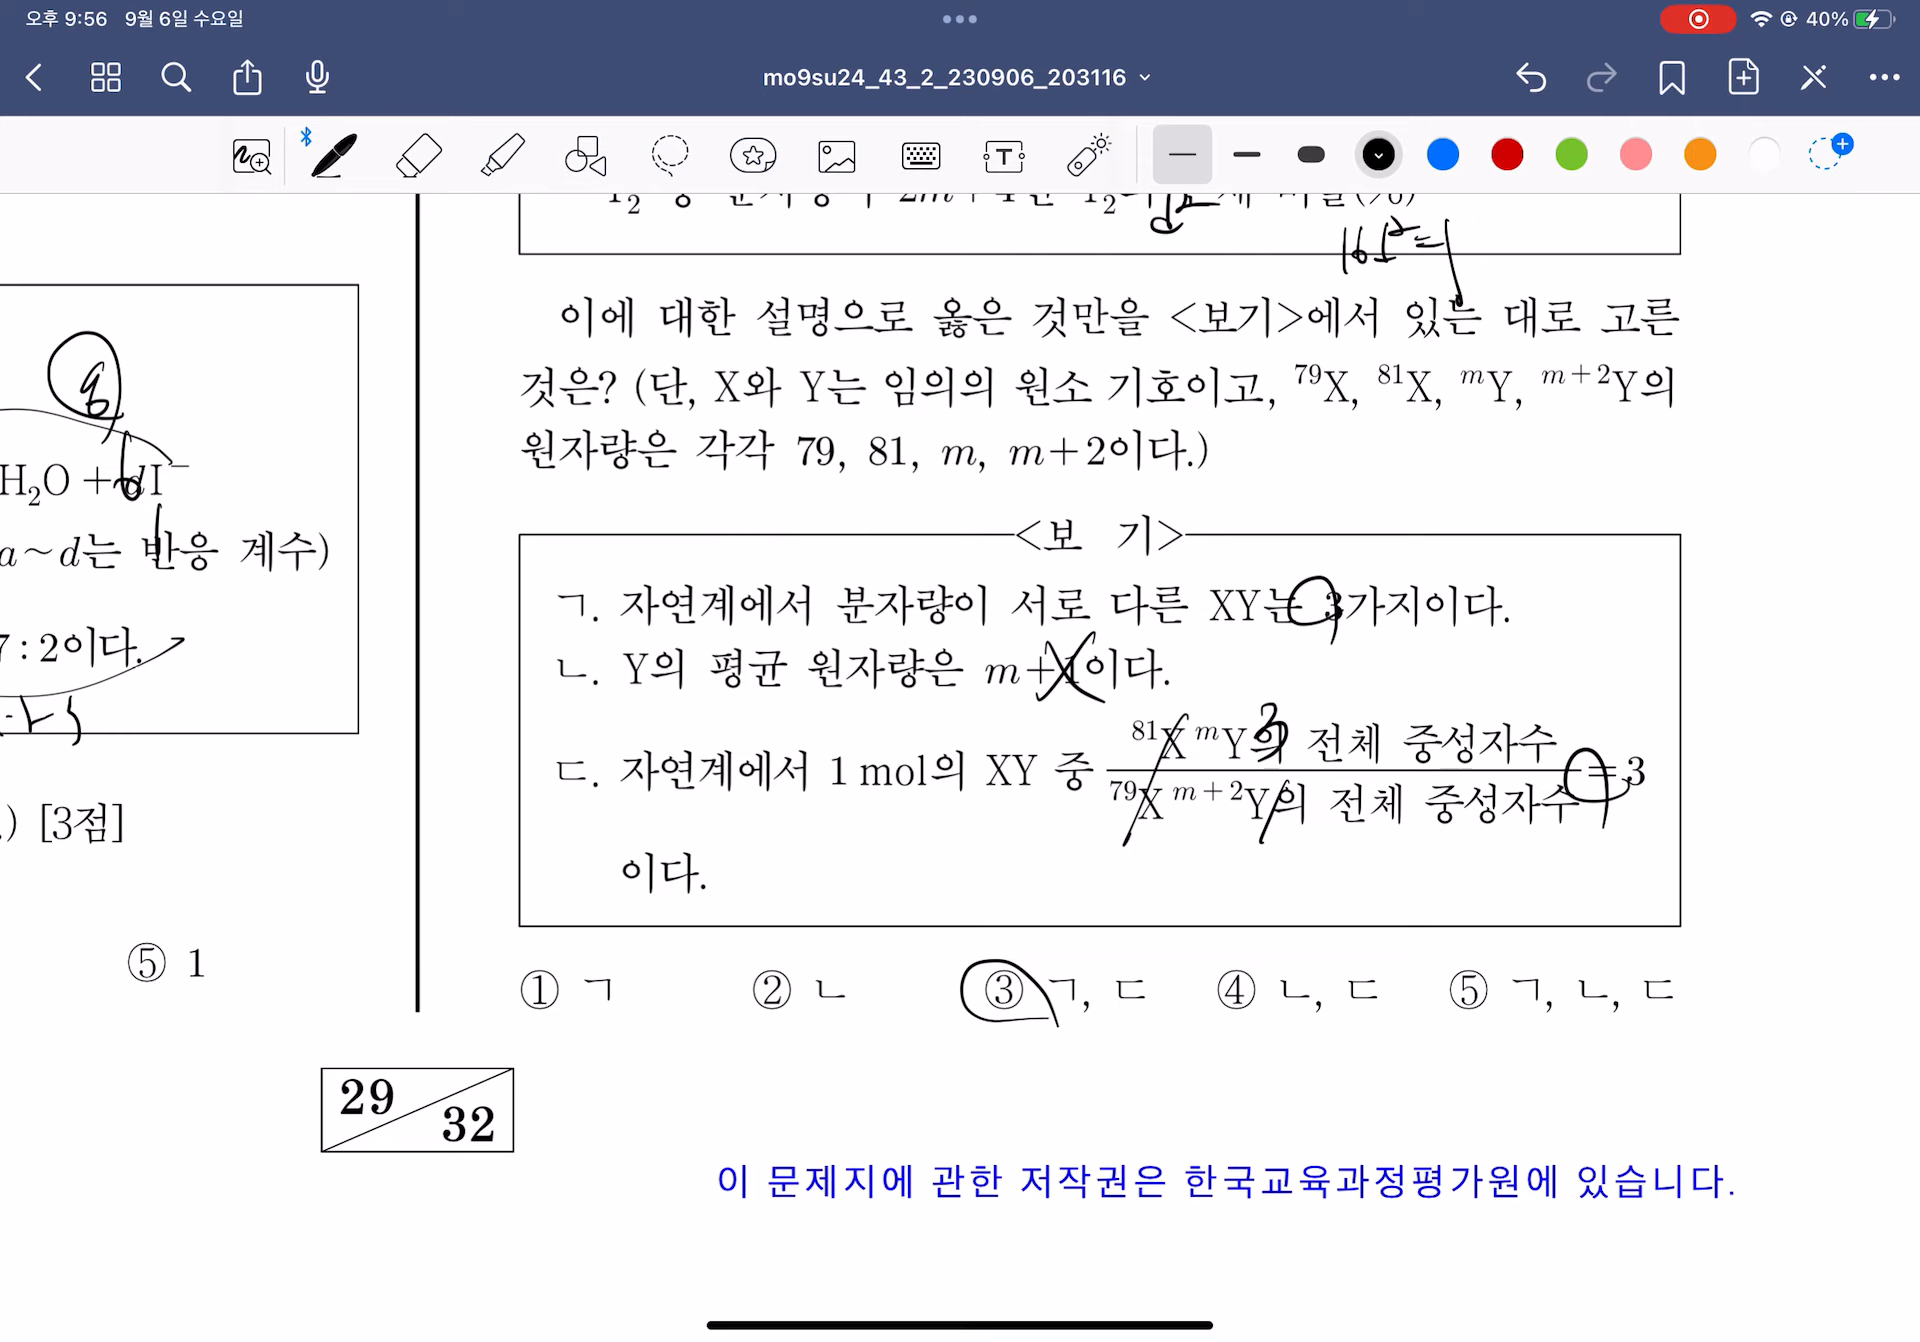 오후 9:56 9월 6일 수요일
40%
mo9su24_43_2_230906_203116
이에 대한 설명으로 옳은 것만을 <보기>에서 있는 대로 고른
것은? (단, X와 Y는 임의의 원소 기호이고, ⁷⁹X, ⁸¹X, ᵐY, ᵐ⁺²Y의
원자량은 각각 79, 81, m, m+2이다.)
<보 기>
ㄱ. 자연계에서 분자량이 서로 다른 XY는 3가지이다.
ㄴ. Y의 평균 원자량은 m+1이다.
ㄷ. 자연계에서 1 mol의 XY 중 ⁸¹XᵐY의 전체 중성자수 / ⁷⁹Xᵐ⁺²Y의 전체 중성자수 = 3
이다.
① ㄱ ② ㄴ ③ ㄱ, ㄷ ④ ㄴ, ㄷ ⑤ ㄱ, ㄴ, ㄷ
H₂O + dI⁻
a~d는 반응 계수)
7 : 2이다.
) [3점]
⑤ 1
29
32
이 문제지에 관한 저작권은 한국교육과정평가원에 있습니다.